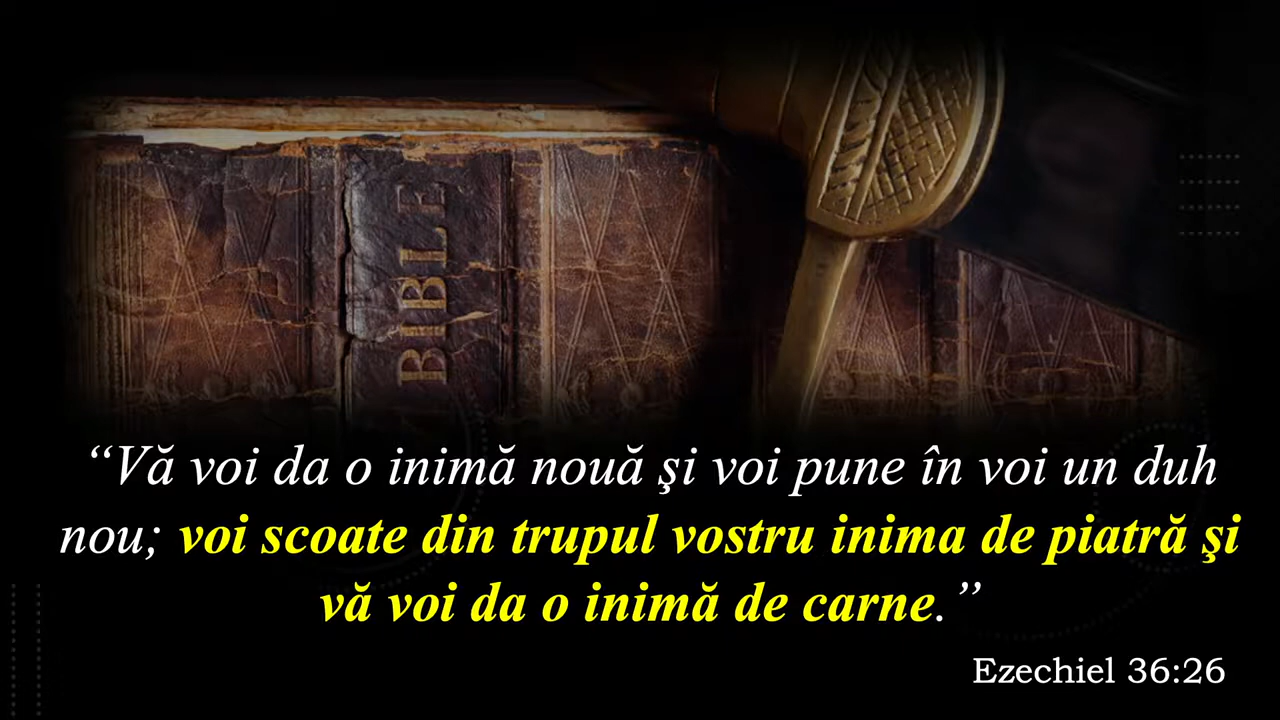 BIBLE
“Vă voi da o inimă nouă şi voi pune în voi un duh
nou; voi scoate din trupul vostru inima de piatră şi
vă voi da o inimă de carne.”
Ezechiel 36:26